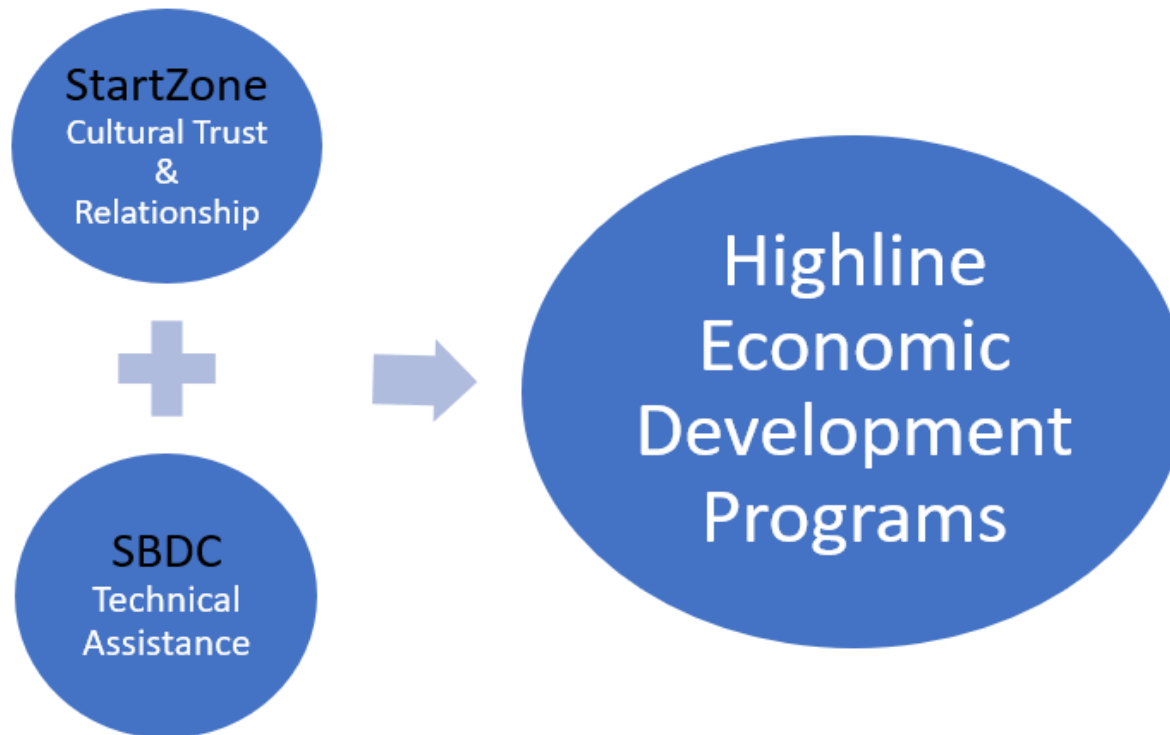 StartZone
Cultural Trust
&
Relationship
SBDC
Technical
Assistance
Highline
Economic
Development
Programs